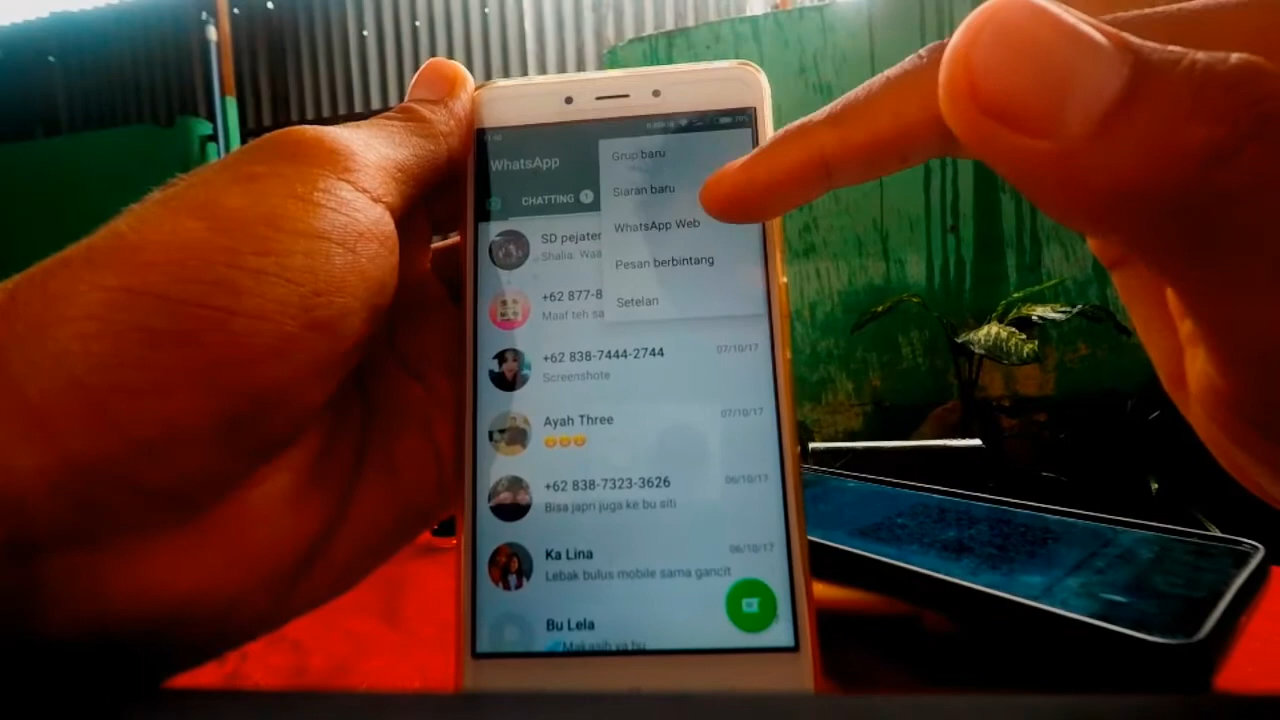 WhatsApp
Grup baru
Siaran baru
WhatsApp Web
Pesan berbintang
Setelan
CHATTING 1
SD pejaten
Shalia: Waa
+62 877-8
Maaf teh sa
+62 838-7444-2744 07/10/17
Screenshote
Ayah Three 07/10/17
+62 838-7323-3626 06/10/17
Bisa japri juga ke bu siti
Ka Lina 06/10/17
Lebak bulus mobile sama gancit
Bu Lela
Makasih ya bu